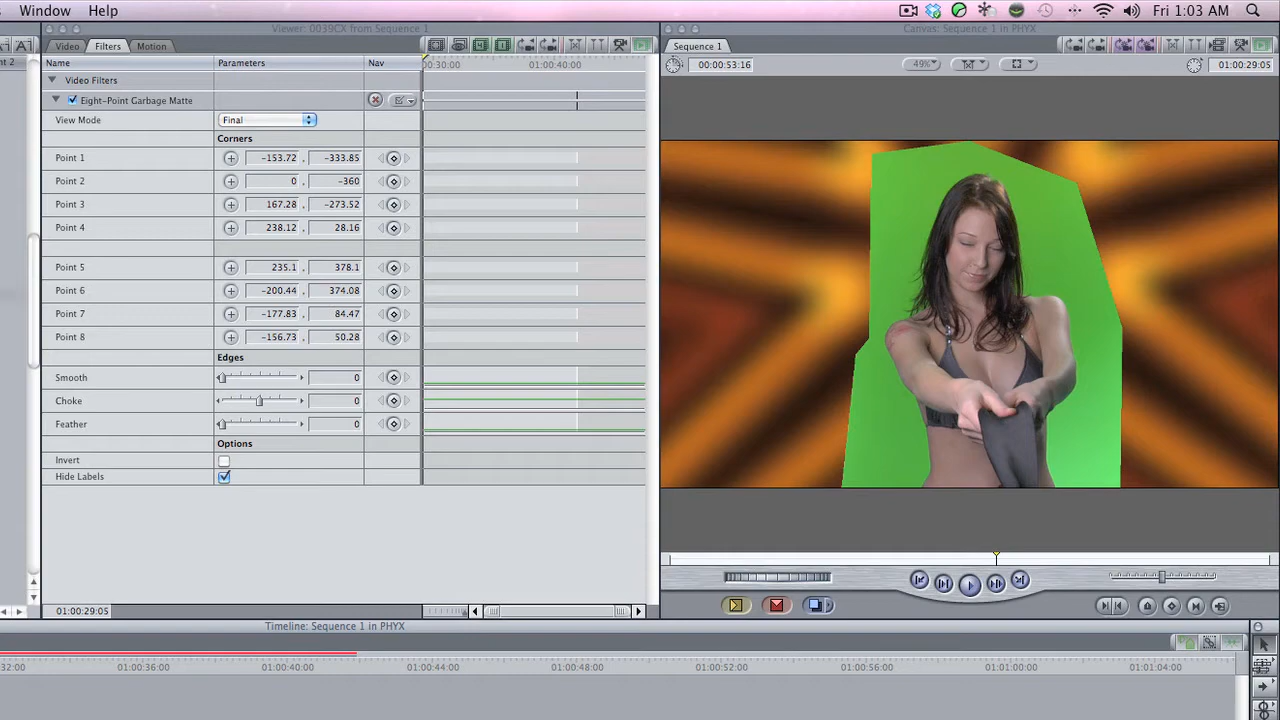 Window Help Fri 1:03 AM
Viewer: 0039CX from Sequence 1
Canvas: Sequence 1 in PHYX
Video Filters Motion
Sequence 1
nt 2
Name Parameters Nav 00:30:00 01:00:40:00
00:00:53:16 49% 01:00:29:05
Video Filters
Eight-Point Garbage Matte
View Mode Final
Corners
Point 1 -153.72 , -333.85
Point 2 0 , -360
Point 3 167.28 , -273.52
Point 4 238.12 , 28.16
Point 5 235.1 , 378.1
Point 6 -200.44 , 374.08
Point 7 -177.83 , 84.47
Point 8 -156.73 , 50.28
Edges
Smooth 0
Choke 0
Feather 0
Options
Invert
Hide Labels
01:00:29:05
Timeline: Sequence 1 in PHYX
32:00 01:00:36:00 01:00:40:00 01:00:44:00 01:00:48:00 01:00:52:00 01:00:56:00 01:01:00:00 01:01:04:00